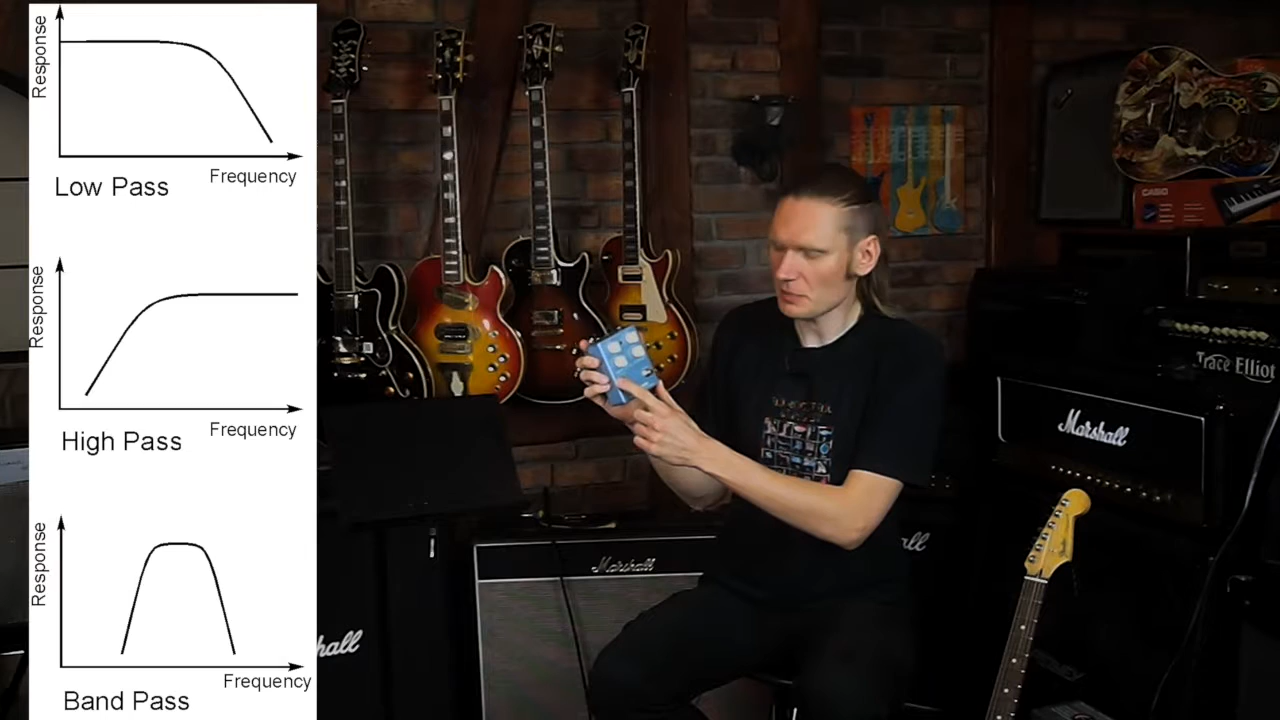 Response
Frequency
Low Pass
Response
Frequency
High Pass
Response
Frequency
Band Pass
CASIO
Trace Elliot
Marshall
Marshall